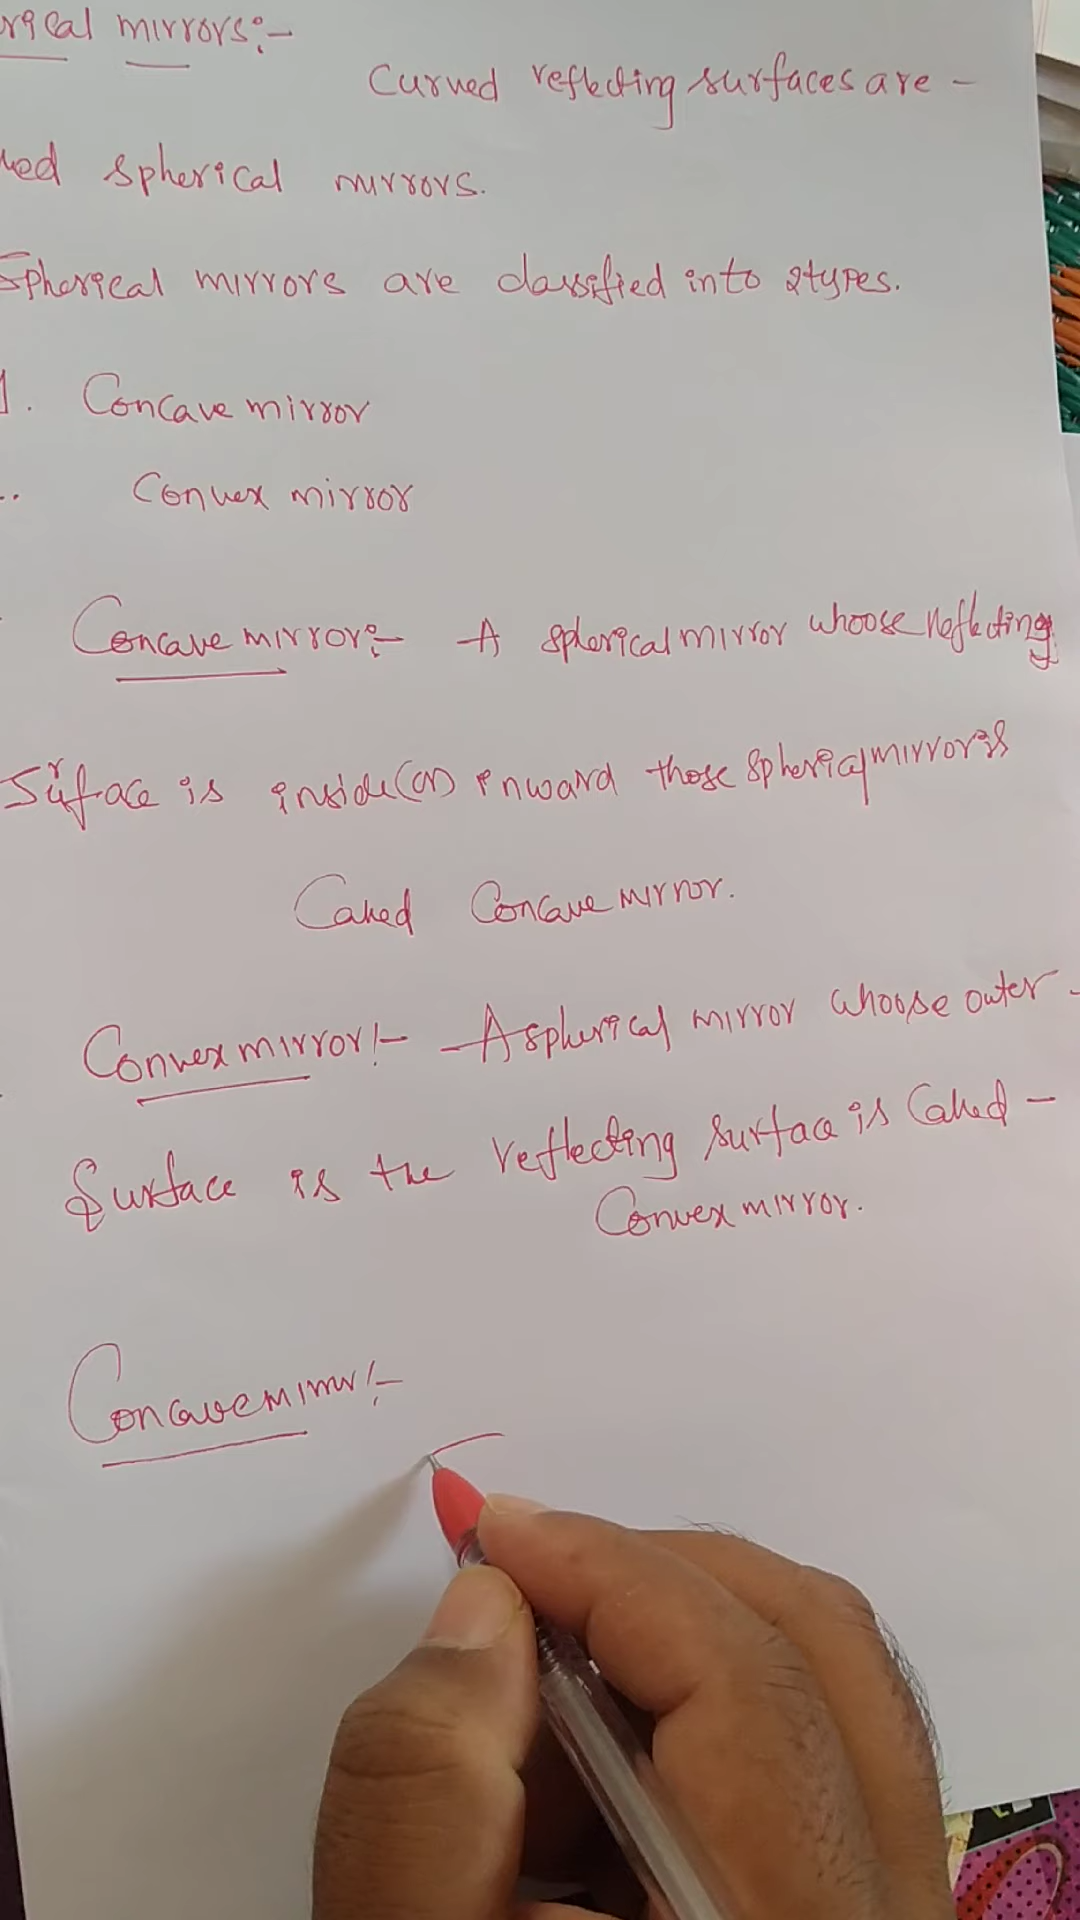 rical mirrors:-
Curved reflecting surfaces are -
spherical mirrors.
Spherical mirrors are classified into 2types.
1. Concave mirror
.. Convex mirror
Concave mirror:- A spherical mirror whoose reflecting
Surface is inside (or) inward those spherical mirror is
Called Concave mirror.
Convex mirror:- A spherical mirror whoose outer -
Surface is the reflecting surface is Called -
Convex mirror.
Concave mirror:-